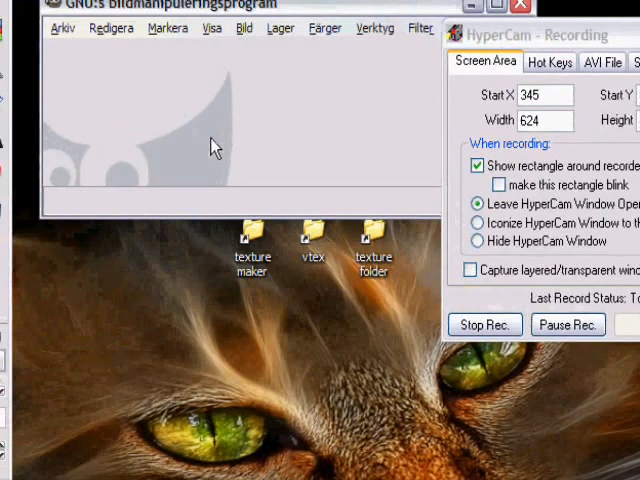 GNU:s bildmanipuleringsprogram
Arkiv Redigera Markera Visa Bild Lager Färger Verktyg Filter
HyperCam - Recording
Screen Area Hot Keys AVI File S
Start X 345 Start Y
Width 624 Height
When recording:
Show rectangle around recorde
make this rectangle blink
Leave HyperCam Window Ope
Iconize HyperCam Window to th
Hide HyperCam Window
Capture layered/transparent wind
Last Record Status: To
Stop Rec. Pause Rec.
texture maker
vtex
texture folder